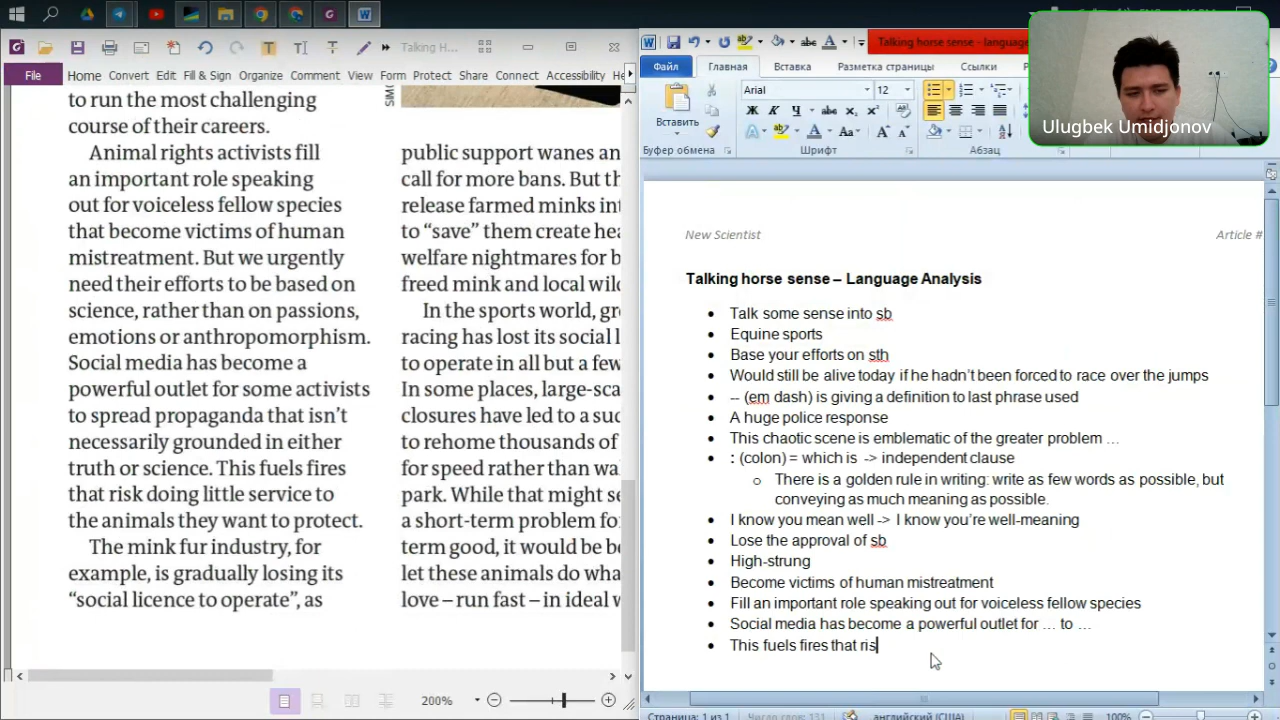 Talking H...
File Home Convert Edit Fill & Sign Organize Comment View Form Protect Share Connect Accessibility
to run the most challenging
course of their careers.
Animal rights activists fill
an important role speaking
out for voiceless fellow species
that become victims of human
mistreatment. But we urgently
need their efforts to be based on
science, rather than on passions,
emotions or anthropomorphism.
Social media has become a
powerful outlet for some activists
to spread propaganda that isn't
necessarily grounded in either
truth or science. This fuels fires
that risk doing little service to
the animals they want to protect.
The mink fur industry, for
example, is gradually losing its
“social licence to operate”, as
public support wanes an
call for more bans. But th
release farmed minks int
to “save” them create hea
welfare nightmares for b
freed mink and local wil
In the sports world, gre
racing has lost its social l
to operate in all but a few
In some places, large-sca
closures have led to a suc
to rehome thousands of
for speed rather than wa
park. While that might se
a short-term problem fo
term good, it would be be
let these animals do wha
love – run fast – in ideal w
200%
Talking horse sense - language
Файл Главная Вставка Разметка страницы Ссылки
Вставить
Arial 12
Ж К Ч
Aa
Буфер обмена Шрифт Абзац
Ulugbek Umidjonov
New Scientist Article #
Talking horse sense – Language Analysis
• Talk some sense into sb
• Equine sports
• Base your efforts on sth
• Would still be alive today if he hadn't been forced to race over the jumps
• -- (em dash) is giving a definition to last phrase used
• A huge police response
• This chaotic scene is emblematic of the greater problem …
• : (colon) = which is -> independent clause
o There is a golden rule in writing: write as few words as possible, but
conveying as much meaning as possible.
• I know you mean well -> I know you're well-meaning
• Lose the approval of sb
• High-strung
• Become victims of human mistreatment
• Fill an important role speaking out for voiceless fellow species
• Social media has become a powerful outlet for … to …
• This fuels fires that ris
Страница: 1 из 1 Число слов: 131 английский (США) 100%